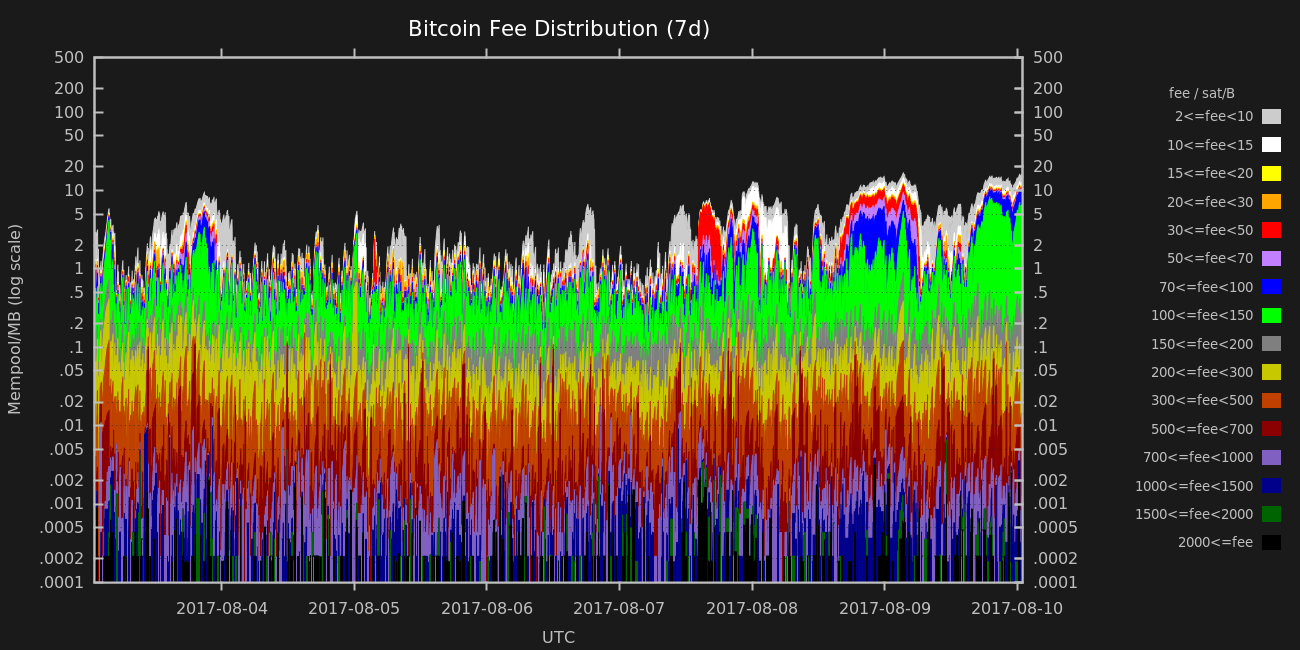 Bitcoin Fee Distribution (7d)
500
200
100
50
20
10
5
2
1
.5
.2
.1
.05
.02
.01
.005
.002
.001
.0005
.0002
.0001
Mempool/MB (log scale)
500
200
100
50
20
10
5
2
1
.5
.2
.1
.05
.02
.01
.005
.002
.001
.0005
.0002
.0001
2017-08-04
2017-08-05
2017-08-06
2017-08-07
2017-08-08
2017-08-09
2017-08-10
UTC
fee / sat/B
2<=fee<10
10<=fee<15
15<=fee<20
20<=fee<30
30<=fee<50
50<=fee<70
70<=fee<100
100<=fee<150
150<=fee<200
200<=fee<300
300<=fee<500
500<=fee<700
700<=fee<1000
1000<=fee<1500
1500<=fee<2000
2000<=fee